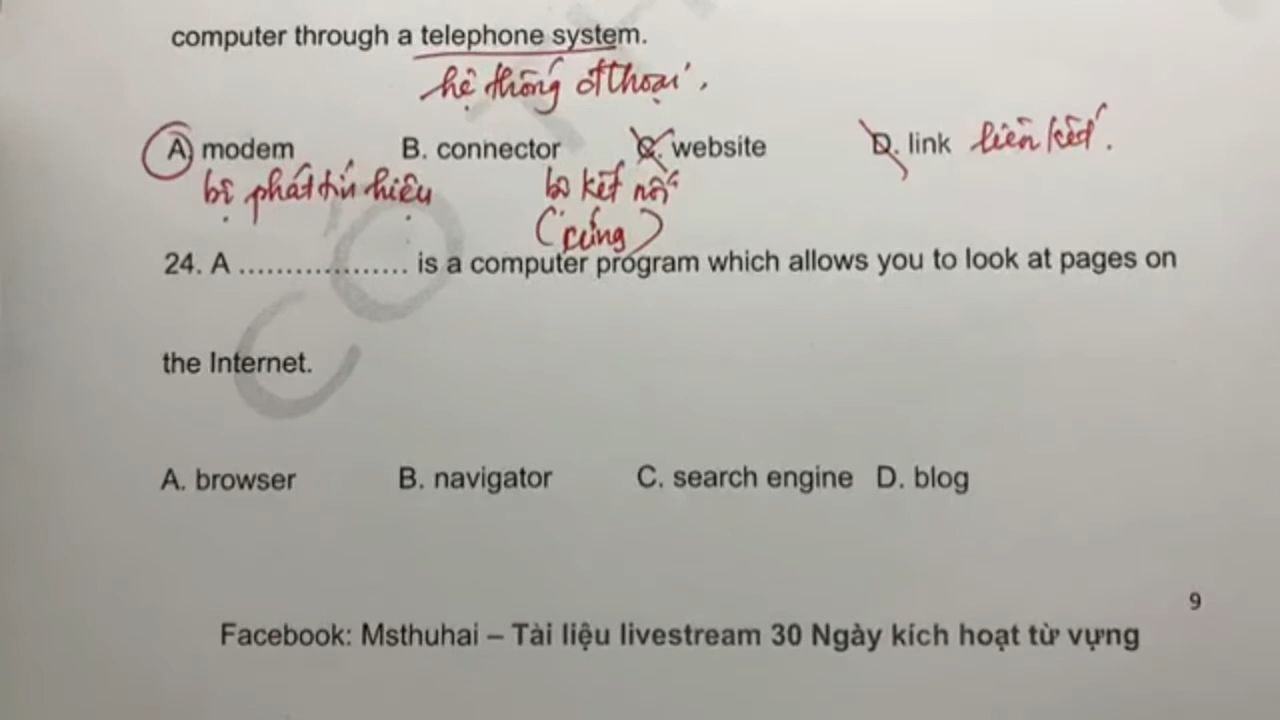 computer through a telephone system.
hệ thống đthoại.
A. modem B. connector C. website D. link liên kết.
bộ phát tín hiệu bộ kết nối
(cứng)
24. A .................. is a computer program which allows you to look at pages on
the Internet.
A. browser B. navigator C. search engine D. blog
9
Facebook: Msthuhai – Tài liệu livestream 30 Ngày kích hoạt từ vựng